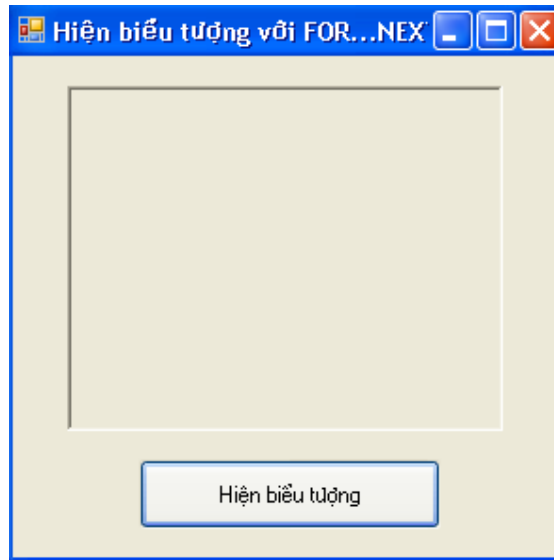 Hiện biểu tượng với FOR...NEX
Hiện biểu tượng